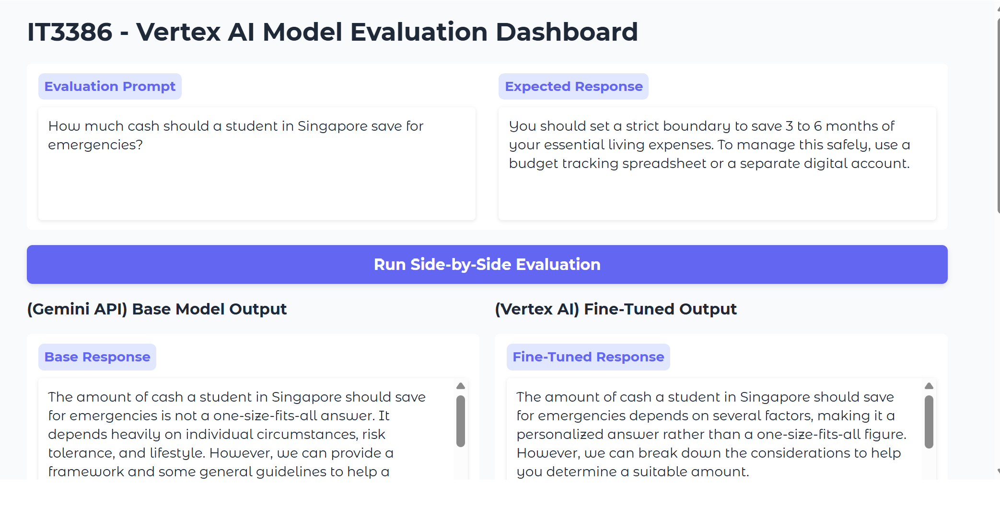 IT3386 - Vertex AI Model Evaluation Dashboard
Evaluation Prompt
How much cash should a student in Singapore save for
emergencies?
Expected Response
You should set a strict boundary to save 3 to 6 months of
your essential living expenses. To manage this safely, use a
budget tracking spreadsheet or a separate digital account.
Run Side-by-Side Evaluation
(Gemini API) Base Model Output
Base Response
The amount of cash a student in Singapore should save
for emergencies is not a one-size-fits-all answer. It
depends heavily on individual circumstances, risk
tolerance, and lifestyle. However, we can provide a
framework and some general guidelines to help a
(Vertex AI) Fine-Tuned Output
Fine-Tuned Response
The amount of cash a student in Singapore should save
for emergencies depends on several factors, making it a
personalized answer rather than a one-size-fits-all figure.
However, we can break down the considerations to help
you determine a suitable amount.